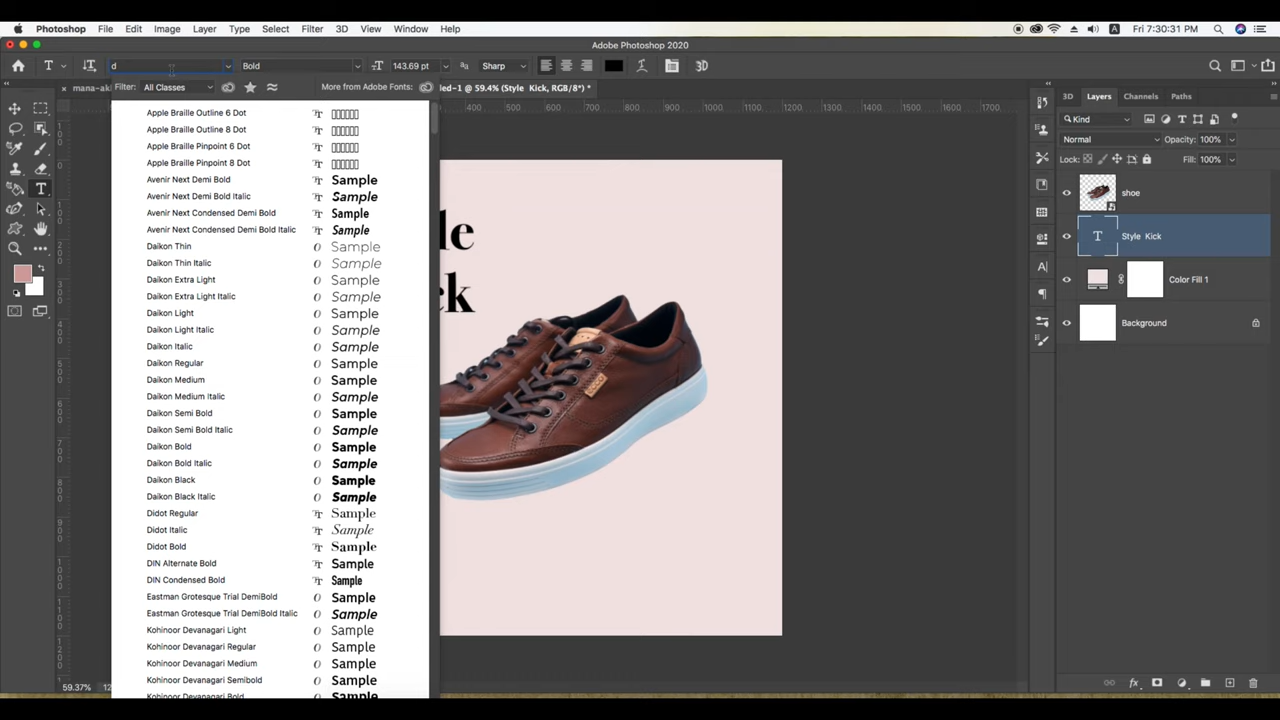 Photoshop File Edit Image Layer Type Select Filter 3D View Window Help A Fri 7:30:31 PM
Adobe Photoshop 2020
T d Bold 143.69 pt Sharp 3D
Filter: All Classes More from Adobe Fonts:
led-1 @ 59.4% (Style Kick, RGB/8*) *
400 500 600 700 800 900 1000 1100 1200 1300 1400 1500 1600 1700
3D Layers Channels Paths
Kind
Normal Opacity: 100%
Lock: Fill: 100%
shoe
T Style Kick
Color Fill 1
Background
le
ck
Apple Braille Outline 6 Dot
Apple Braille Outline 8 Dot
Apple Braille Pinpoint 6 Dot
Apple Braille Pinpoint 8 Dot
Avenir Next Demi Bold Sample
Avenir Next Demi Bold Italic Sample
Avenir Next Condensed Demi Bold Sample
Avenir Next Condensed Demi Bold Italic Sample
Daikon Thin Sample
Daikon Thin Italic Sample
Daikon Extra Light Sample
Daikon Extra Light Italic Sample
Daikon Light Sample
Daikon Light Italic Sample
Daikon Italic Sample
Daikon Regular Sample
Daikon Medium Sample
Daikon Medium Italic Sample
Daikon Semi Bold Sample
Daikon Semi Bold Italic Sample
Daikon Bold Sample
Daikon Bold Italic Sample
Daikon Black Sample
Daikon Black Italic Sample
Didot Regular Sample
Didot Italic Sample
Didot Bold Sample
DIN Alternate Bold Sample
DIN Condensed Bold Sample
Eastman Grotesque Trial DemiBold Sample
Eastman Grotesque Trial DemiBold Italic Sample
Kohinoor Devanagari Light Sample
Kohinoor Devanagari Regular Sample
Kohinoor Devanagari Medium Sample
Kohinoor Devanagari Semibold Sample
Kohinoor Devanagari Bold Sample
59.37%